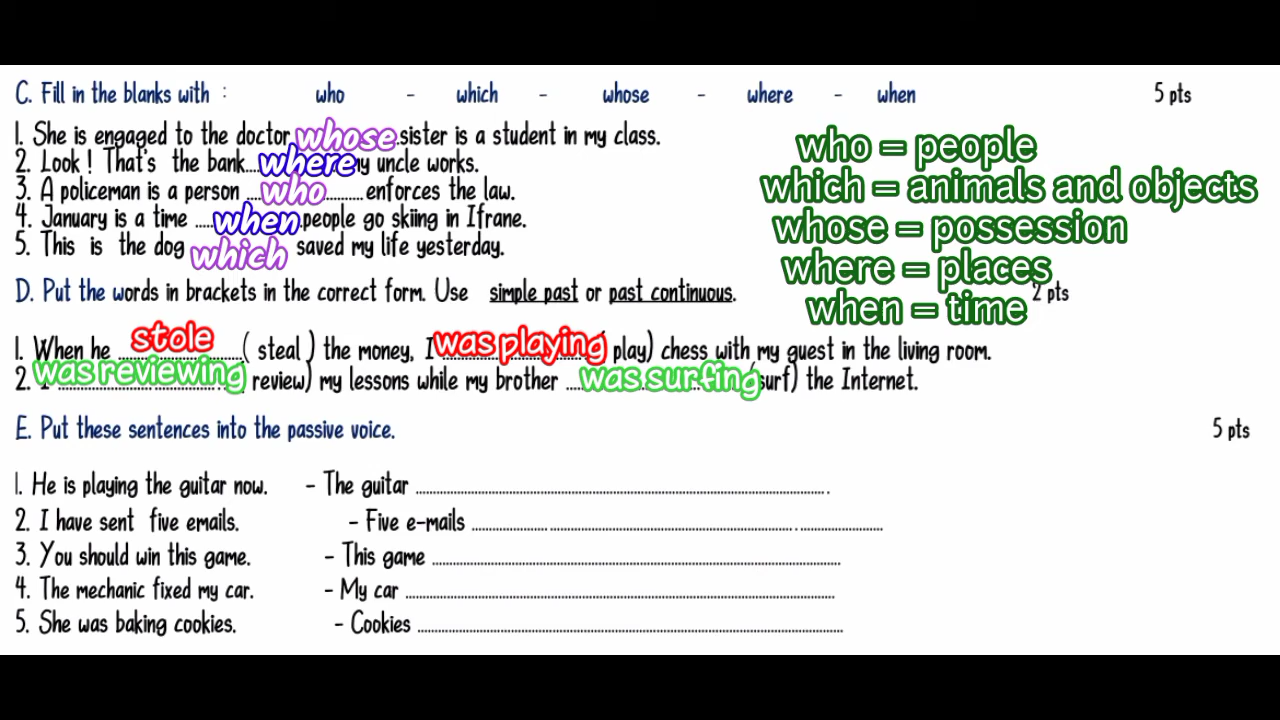 C. Fill in the blanks with : who - which - whose - where - when 5 pts
1. She is engaged to the doctor whose sister is a student in my class.
2. Look ! That's the bank....where my uncle works.
3. A policeman is a person ....who.......... enforces the law.
4. January is a time .....when.people go skiing in Ifrane.
5. This is the dog which saved my life yesterday.
who = people
which = animals and objects
whose = possession
where = places
when = time
D. Put the words in brackets in the correct form. Use simple past or past continuous. 2 pts
1. When he stole ( steal ) the money, I was playing ( play) chess with my guest in the living room.
2. I was reviewing ( review) my lessons while my brother ....was surfing (surf) the Internet.
E. Put these sentences into the passive voice. 5 pts
1. He is playing the guitar now. - The guitar ............................................
2. I have sent five emails. - Five e-mails ............................................
3. You should win this game. - This game ............................................
4. The mechanic fixed my car. - My car ............................................
5. She was baking cookies. - Cookies ............................................